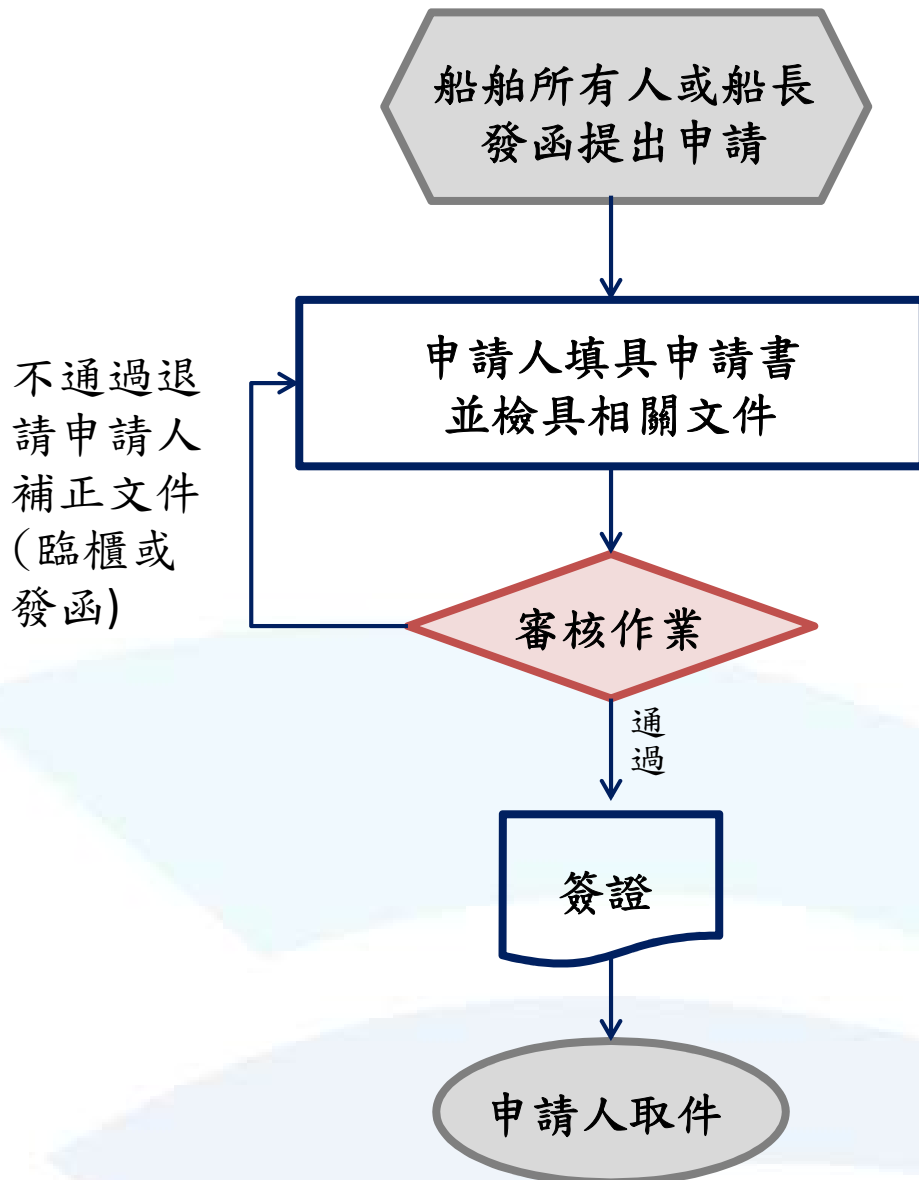 船舶所有人或船長
發函提出申請
申請人填具申請書
並檢具相關文件
不通過退
請申請人
補正文件
(臨櫃或
發函)
審核作業
通
過
簽證
申請人取件